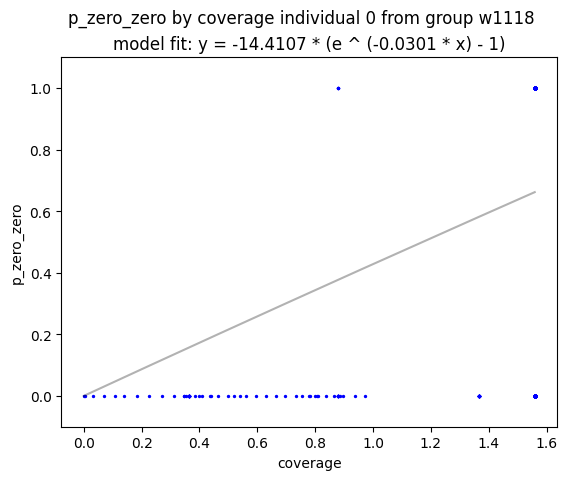 p_zero_zero by coverage individual 0 from group w1118
model fit: y = -14.4107 * (e ^ (-0.0301 * x) - 1)
1.0
0.8
0.6
0.4
0.2
0.0
p_zero_zero
0.0 0.2 0.4 0.6 0.8 1.0 1.2 1.4 1.6
coverage